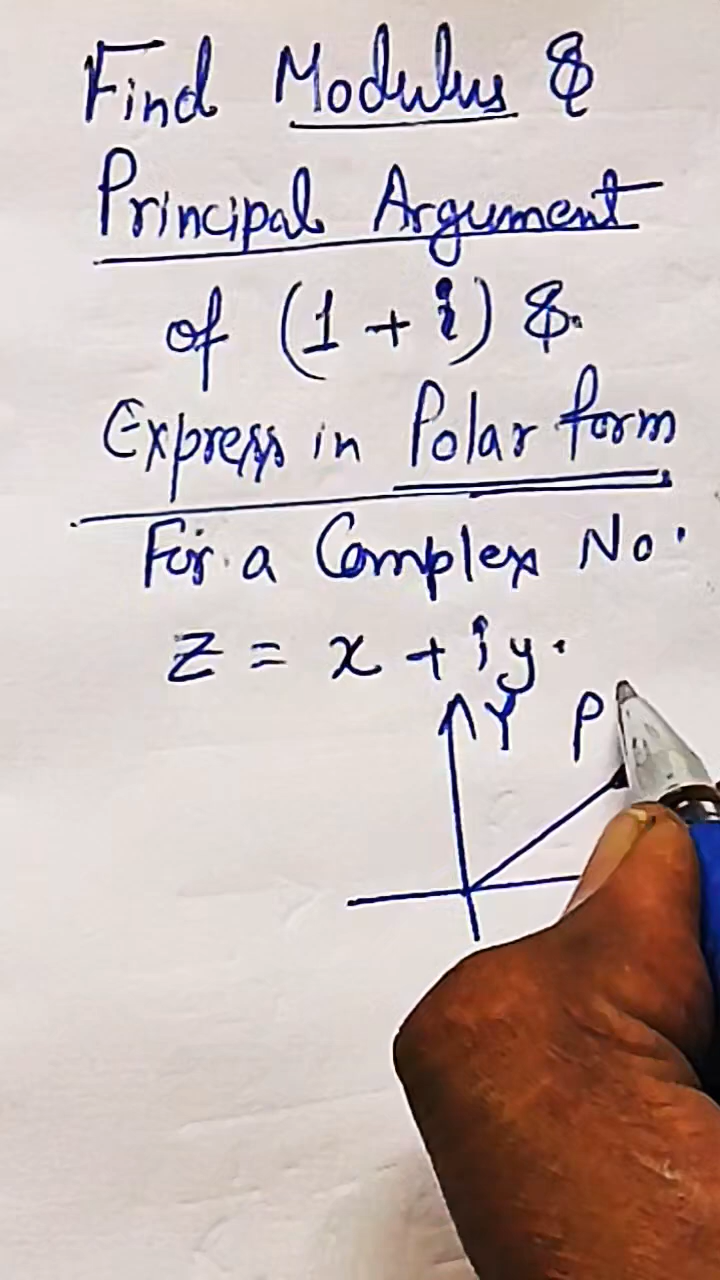 Find Modulus &
Principal Argument
of (1 + i) &
Express in Polar form
For a Complex No.
z = x + iy.
Y P